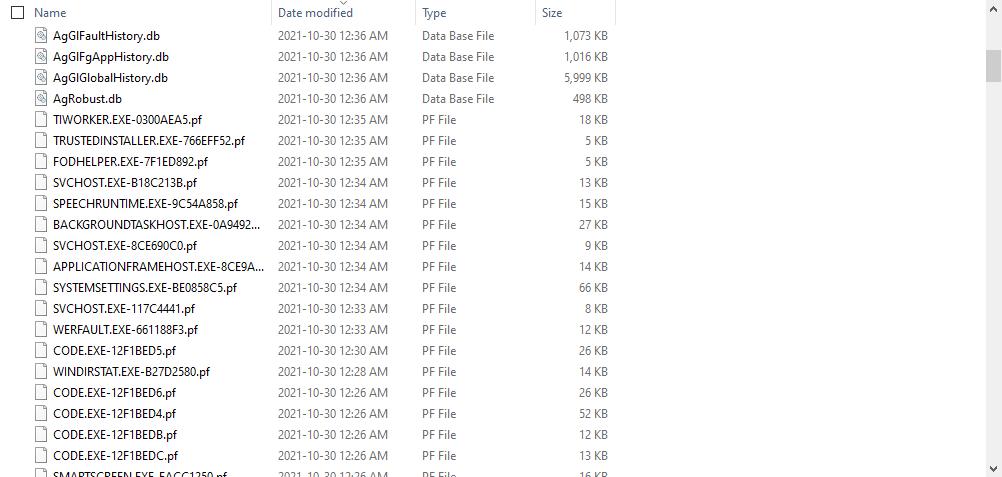 Name Date modified Type Size
AgGlFaultHistory.db 2021-10-30 12:36 AM Data Base File 1,073 KB
AgGlFgAppHistory.db 2021-10-30 12:36 AM Data Base File 1,016 KB
AgGlGlobalHistory.db 2021-10-30 12:36 AM Data Base File 5,999 KB
AgRobust.db 2021-10-30 12:36 AM Data Base File 498 KB
TIWORKER.EXE-0300AEA5.pf 2021-10-30 12:35 AM PF File 18 KB
TRUSTEDINSTALLER.EXE-766EFF52.pf 2021-10-30 12:35 AM PF File 5 KB
FODHELPER.EXE-7F1ED892.pf 2021-10-30 12:35 AM PF File 5 KB
SVCHOST.EXE-B18C213B.pf 2021-10-30 12:34 AM PF File 13 KB
SPEECHRUNTIME.EXE-9C54A858.pf 2021-10-30 12:34 AM PF File 15 KB
BACKGROUNDTASKHOST.EXE-0A9492... 2021-10-30 12:34 AM PF File 27 KB
SVCHOST.EXE-8CE690C0.pf 2021-10-30 12:34 AM PF File 9 KB
APPLICATIONFRAMEHOST.EXE-8CE9A... 2021-10-30 12:34 AM PF File 14 KB
SYSTEMSETTINGS.EXE-BE0858C5.pf 2021-10-30 12:34 AM PF File 66 KB
SVCHOST.EXE-117C4441.pf 2021-10-30 12:33 AM PF File 8 KB
WERFAULT.EXE-661188F3.pf 2021-10-30 12:33 AM PF File 12 KB
CODE.EXE-12F1BED5.pf 2021-10-30 12:30 AM PF File 26 KB
WINDIRSTAT.EXE-B27D2580.pf 2021-10-30 12:28 AM PF File 14 KB
CODE.EXE-12F1BED6.pf 2021-10-30 12:26 AM PF File 26 KB
CODE.EXE-12F1BED4.pf 2021-10-30 12:26 AM PF File 52 KB
CODE.EXE-12F1BEDB.pf 2021-10-30 12:26 AM PF File 12 KB
CODE.EXE-12F1BEDC.pf 2021-10-30 12:26 AM PF File 13 KB
SMARTSCREEN.EXE-EACC1250.pf 2021-10-30 12:26 AM PF File 16 KB